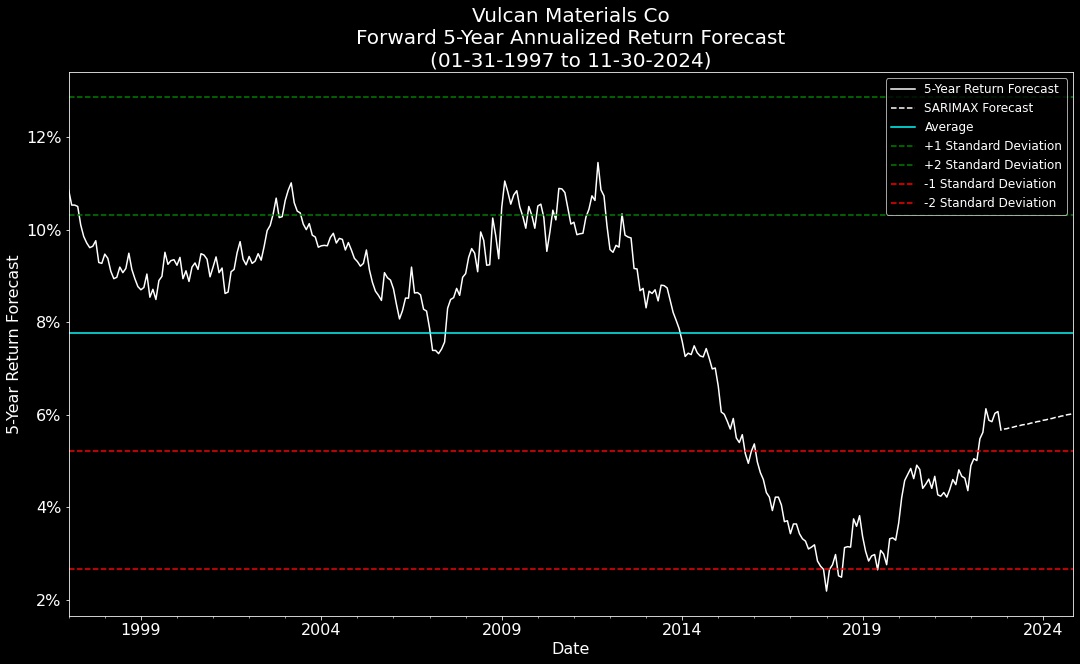 Vulcan Materials Co
Forward 5-Year Annualized Return Forecast
(01-31-1997 to 11-30-2024)
5-Year Return Forecast
SARIMAX Forecast
Average
+1 Standard Deviation
+2 Standard Deviation
-1 Standard Deviation
-2 Standard Deviation
5-Year Return Forecast
12%
10%
8%
6%
4%
2%
1999 2004 2009 2014 2019 2024
Date